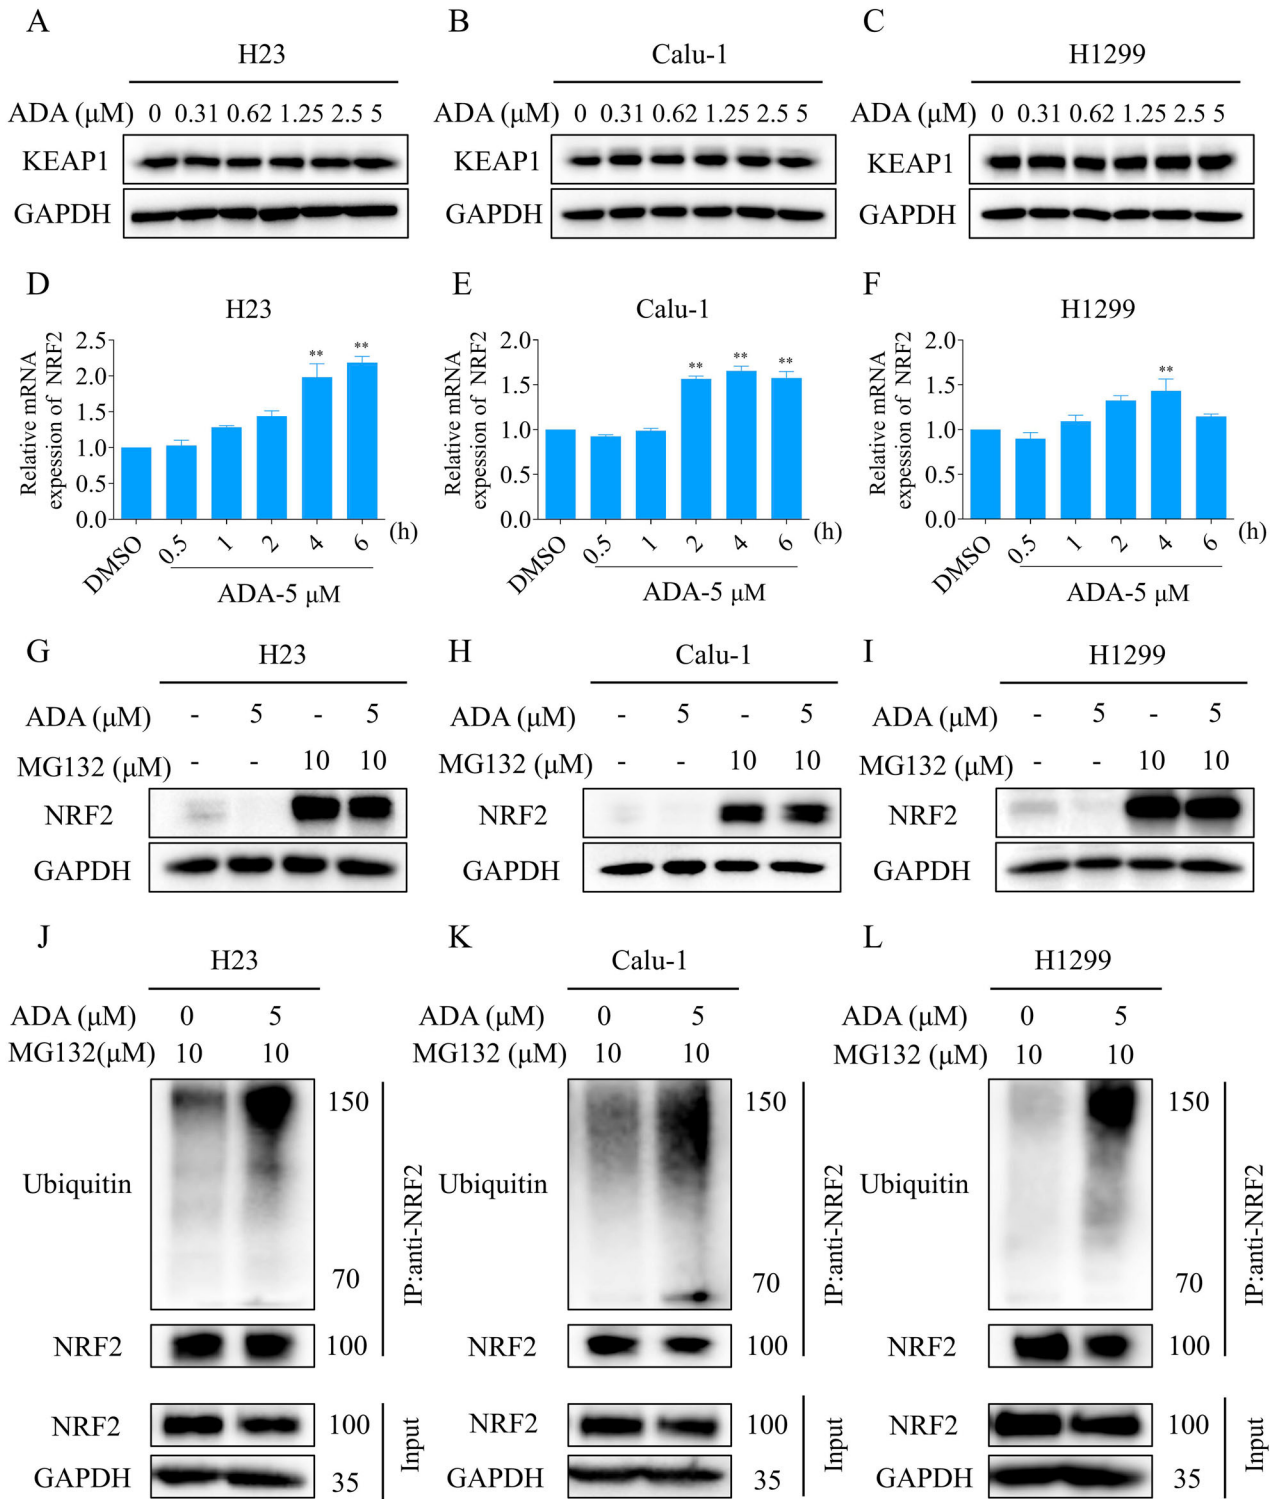 A
H23
ADA (μM) 0 0.31 0.62 1.25 2.5 5
KEAP1
GAPDH
B
Calu-1
ADA (μM) 0 0.31 0.62 1.25 2.5 5
KEAP1
GAPDH
C
H1299
ADA (μM) 0 0.31 0.62 1.25 2.5 5
KEAP1
GAPDH
D
H23
Relative mRNA
expession of NRF2
2.5
2.0
1.5
1.0
0.5
0.0
** **
DMSO 0.5 1 2 4 6 (h)
ADA-5 μM
E
Calu-1
Relative mRNA
expession of NRF2
2.0
1.5
1.0
0.5
0.0
** ** **
DMSO 0.5 1 2 4 6 (h)
ADA-5 μM
F
H1299
Relative mRNA
expession of NRF2
2.0
1.5
1.0
0.5
0.0
**
DMSO 0.5 1 2 4 6 (h)
ADA-5 μM
G
H23
ADA (μM) - 5 - 5
MG132 (μM) - - 10 10
NRF2
GAPDH
H
Calu-1
ADA (μM) - 5 - 5
MG132 (μM) - - 10 10
NRF2
GAPDH
I
H1299
ADA (μM) - 5 - 5
MG132 (μM) - - 10 10
NRF2
GAPDH
J
H23
ADA (μM) 0 5
MG132(μM) 10 10
Ubiquitin
150
70
NRF2 100
IP:anti-NRF2
NRF2 100
GAPDH 35
Input
K
Calu-1
ADA (μM) 0 5
MG132 (μM) 10 10
Ubiquitin
150
70
NRF2 100
IP:anti-NRF2
NRF2 100
GAPDH 35
Input
L
H1299
ADA (μM) 0 5
MG132 (μM) 10 10
Ubiquitin
150
70
NRF2 100
IP:anti-NRF2
NRF2 100
GAPDH 35
Input